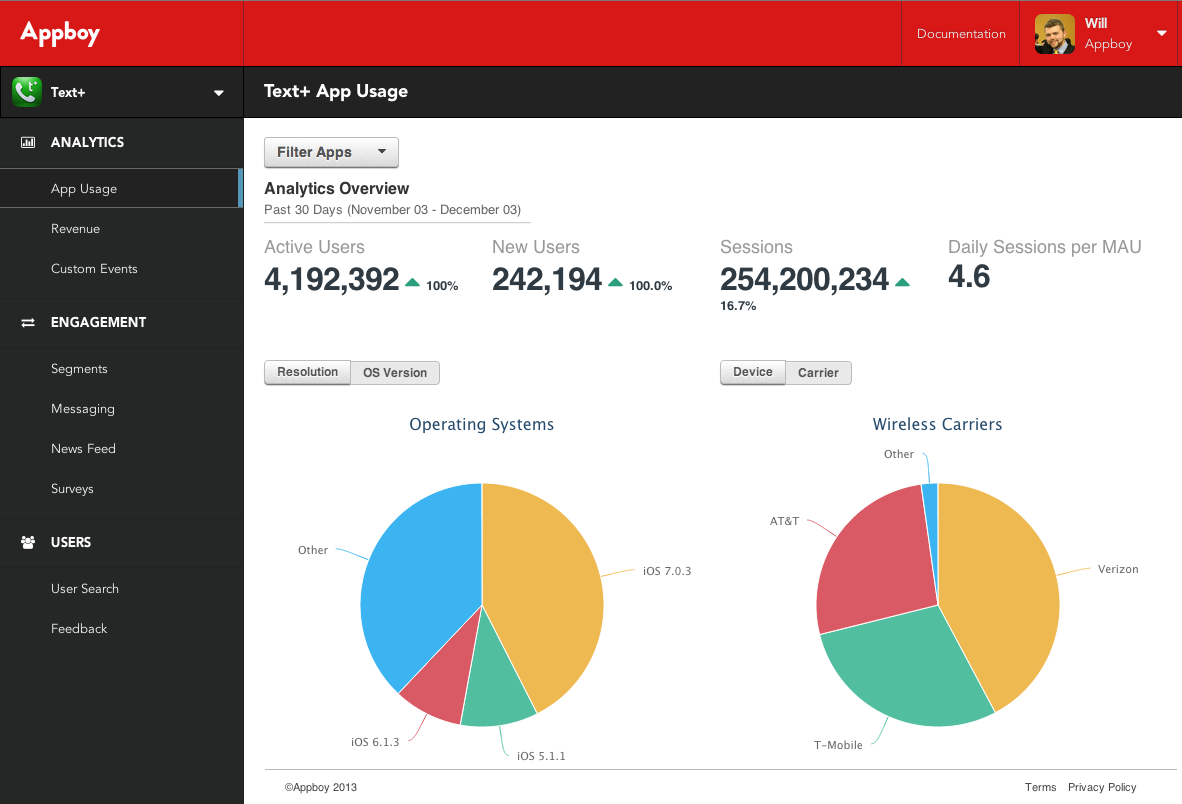 Appboy
Documentation
Will
Appboy
Text+
Text+ App Usage
ANALYTICS
App Usage
Revenue
Custom Events
ENGAGEMENT
Segments
Messaging
News Feed
Surveys
USERS
User Search
Feedback
Filter Apps
Analytics Overview
Past 30 Days (November 03 - December 03)
Active Users
4,192,392 100%
New Users
242,194 100.0%
Sessions
254,200,234
16.7%
Daily Sessions per MAU
4.6
Resolution OS Version
Device Carrier
Operating Systems
Other
iOS 7.0.3
iOS 6.1.3
iOS 5.1.1
Wireless Carriers
Other
AT&T
Verizon
T-Mobile
©Appboy 2013
Terms Privacy Policy